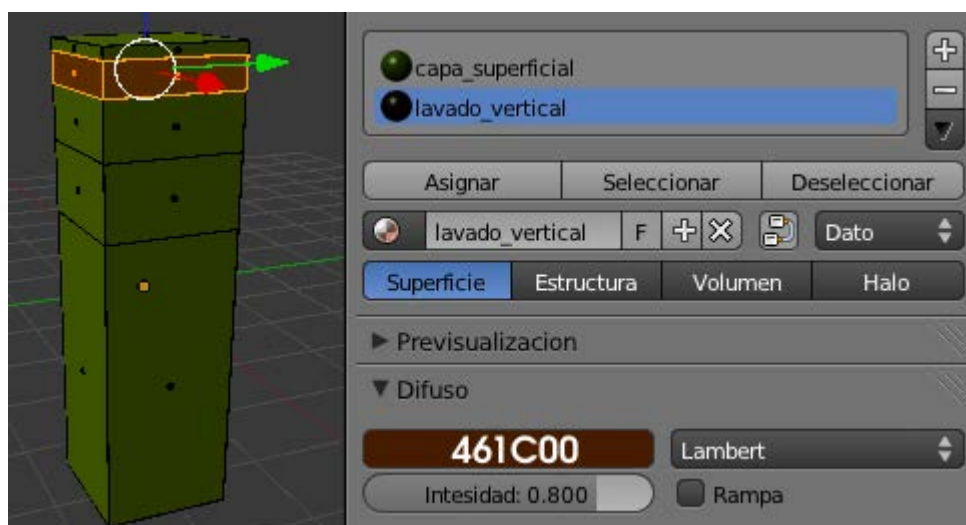 capa_superficial
lavado_vertical
Asignar Seleccionar Deseleccionar
lavado_vertical F Dato
Superficie Estructura Volumen Halo
Previsualizacion
Difuso
461C00 Lambert
Intesidad: 0.800 Rampa